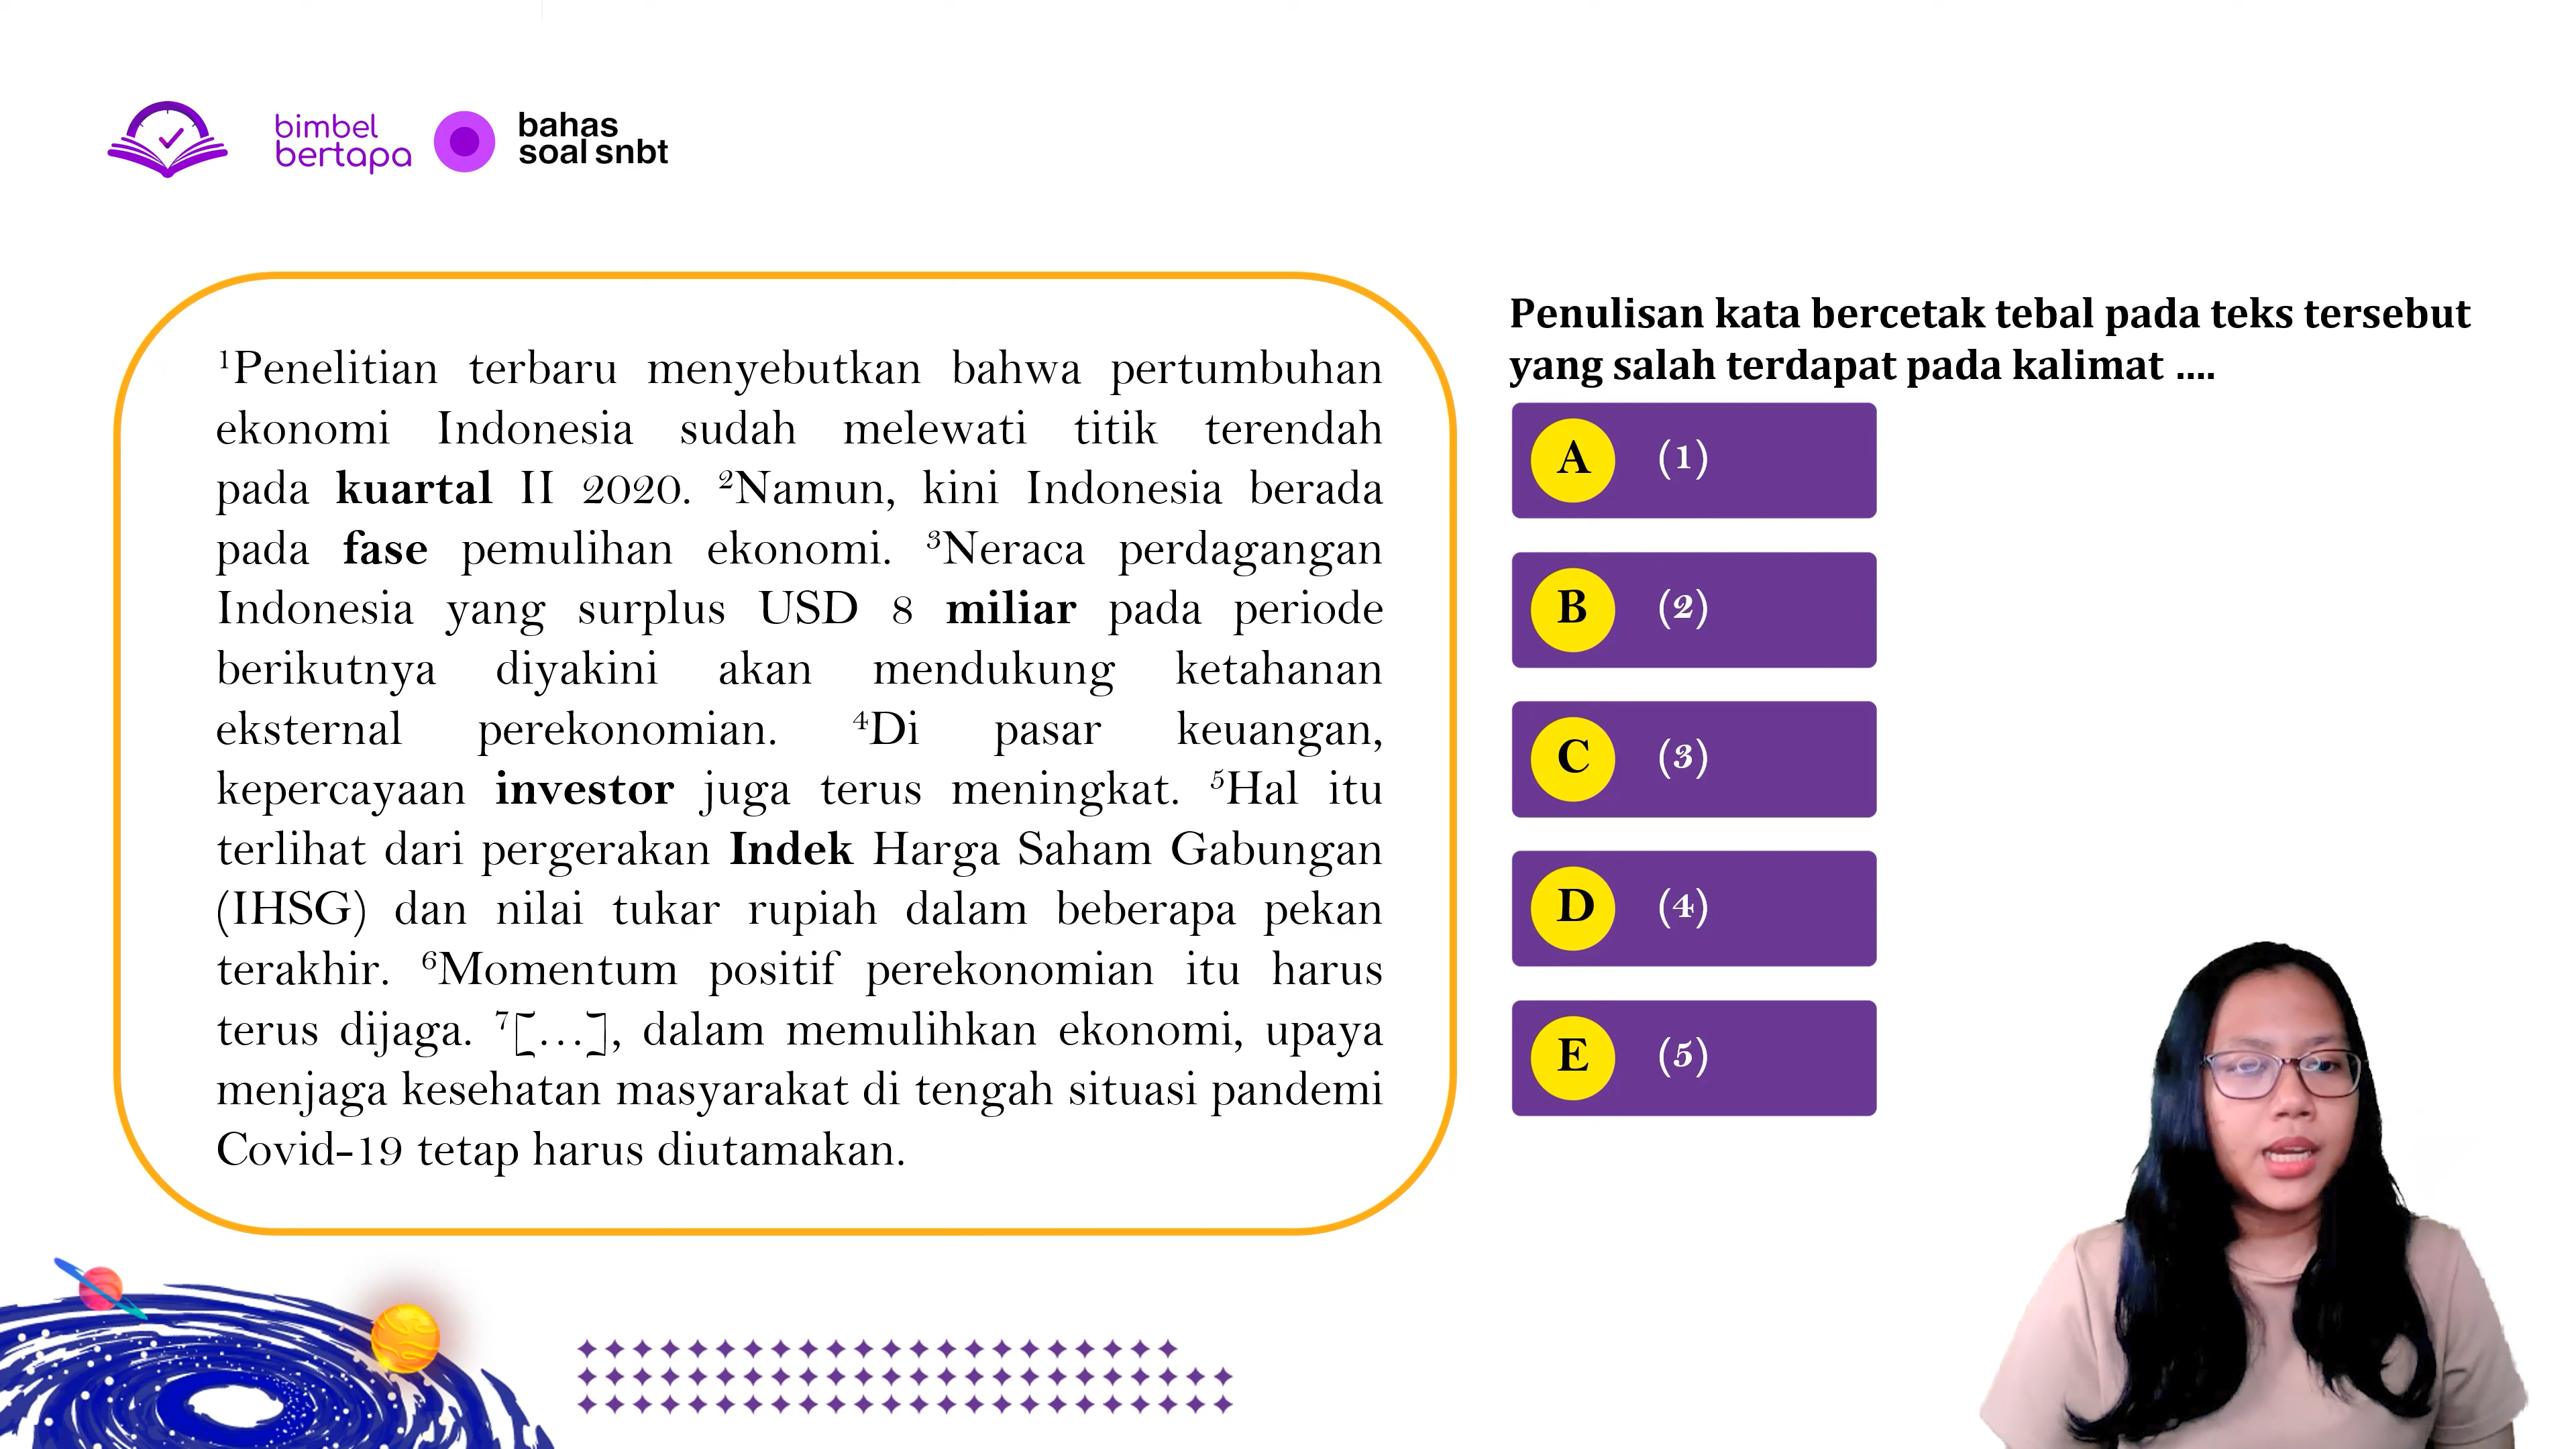 bimbel
bertapa
bahas
soal snbt
¹Penelitian terbaru menyebutkan bahwa pertumbuhan
ekonomi Indonesia sudah melewati titik terendah
pada kuartal II 2020. ²Namun, kini Indonesia berada
pada fase pemulihan ekonomi. ³Neraca perdagangan
Indonesia yang surplus USD 8 miliar pada periode
berikutnya diyakini akan mendukung ketahanan
eksternal perekonomian. ⁴Di pasar keuangan,
kepercayaan investor juga terus meningkat. ⁵Hal itu
terlihat dari pergerakan Indek Harga Saham Gabungan
(IHSG) dan nilai tukar rupiah dalam beberapa pekan
terakhir. ⁶Momentum positif perekonomian itu harus
terus dijaga. ⁷[...], dalam memulihkan ekonomi, upaya
menjaga kesehatan masyarakat di tengah situasi pandemi
Covid-19 tetap harus diutamakan.
Penulisan kata bercetak tebal pada teks tersebut
yang salah terdapat pada kalimat ....
A (1)
B (2)
C (3)
D (4)
E (5)